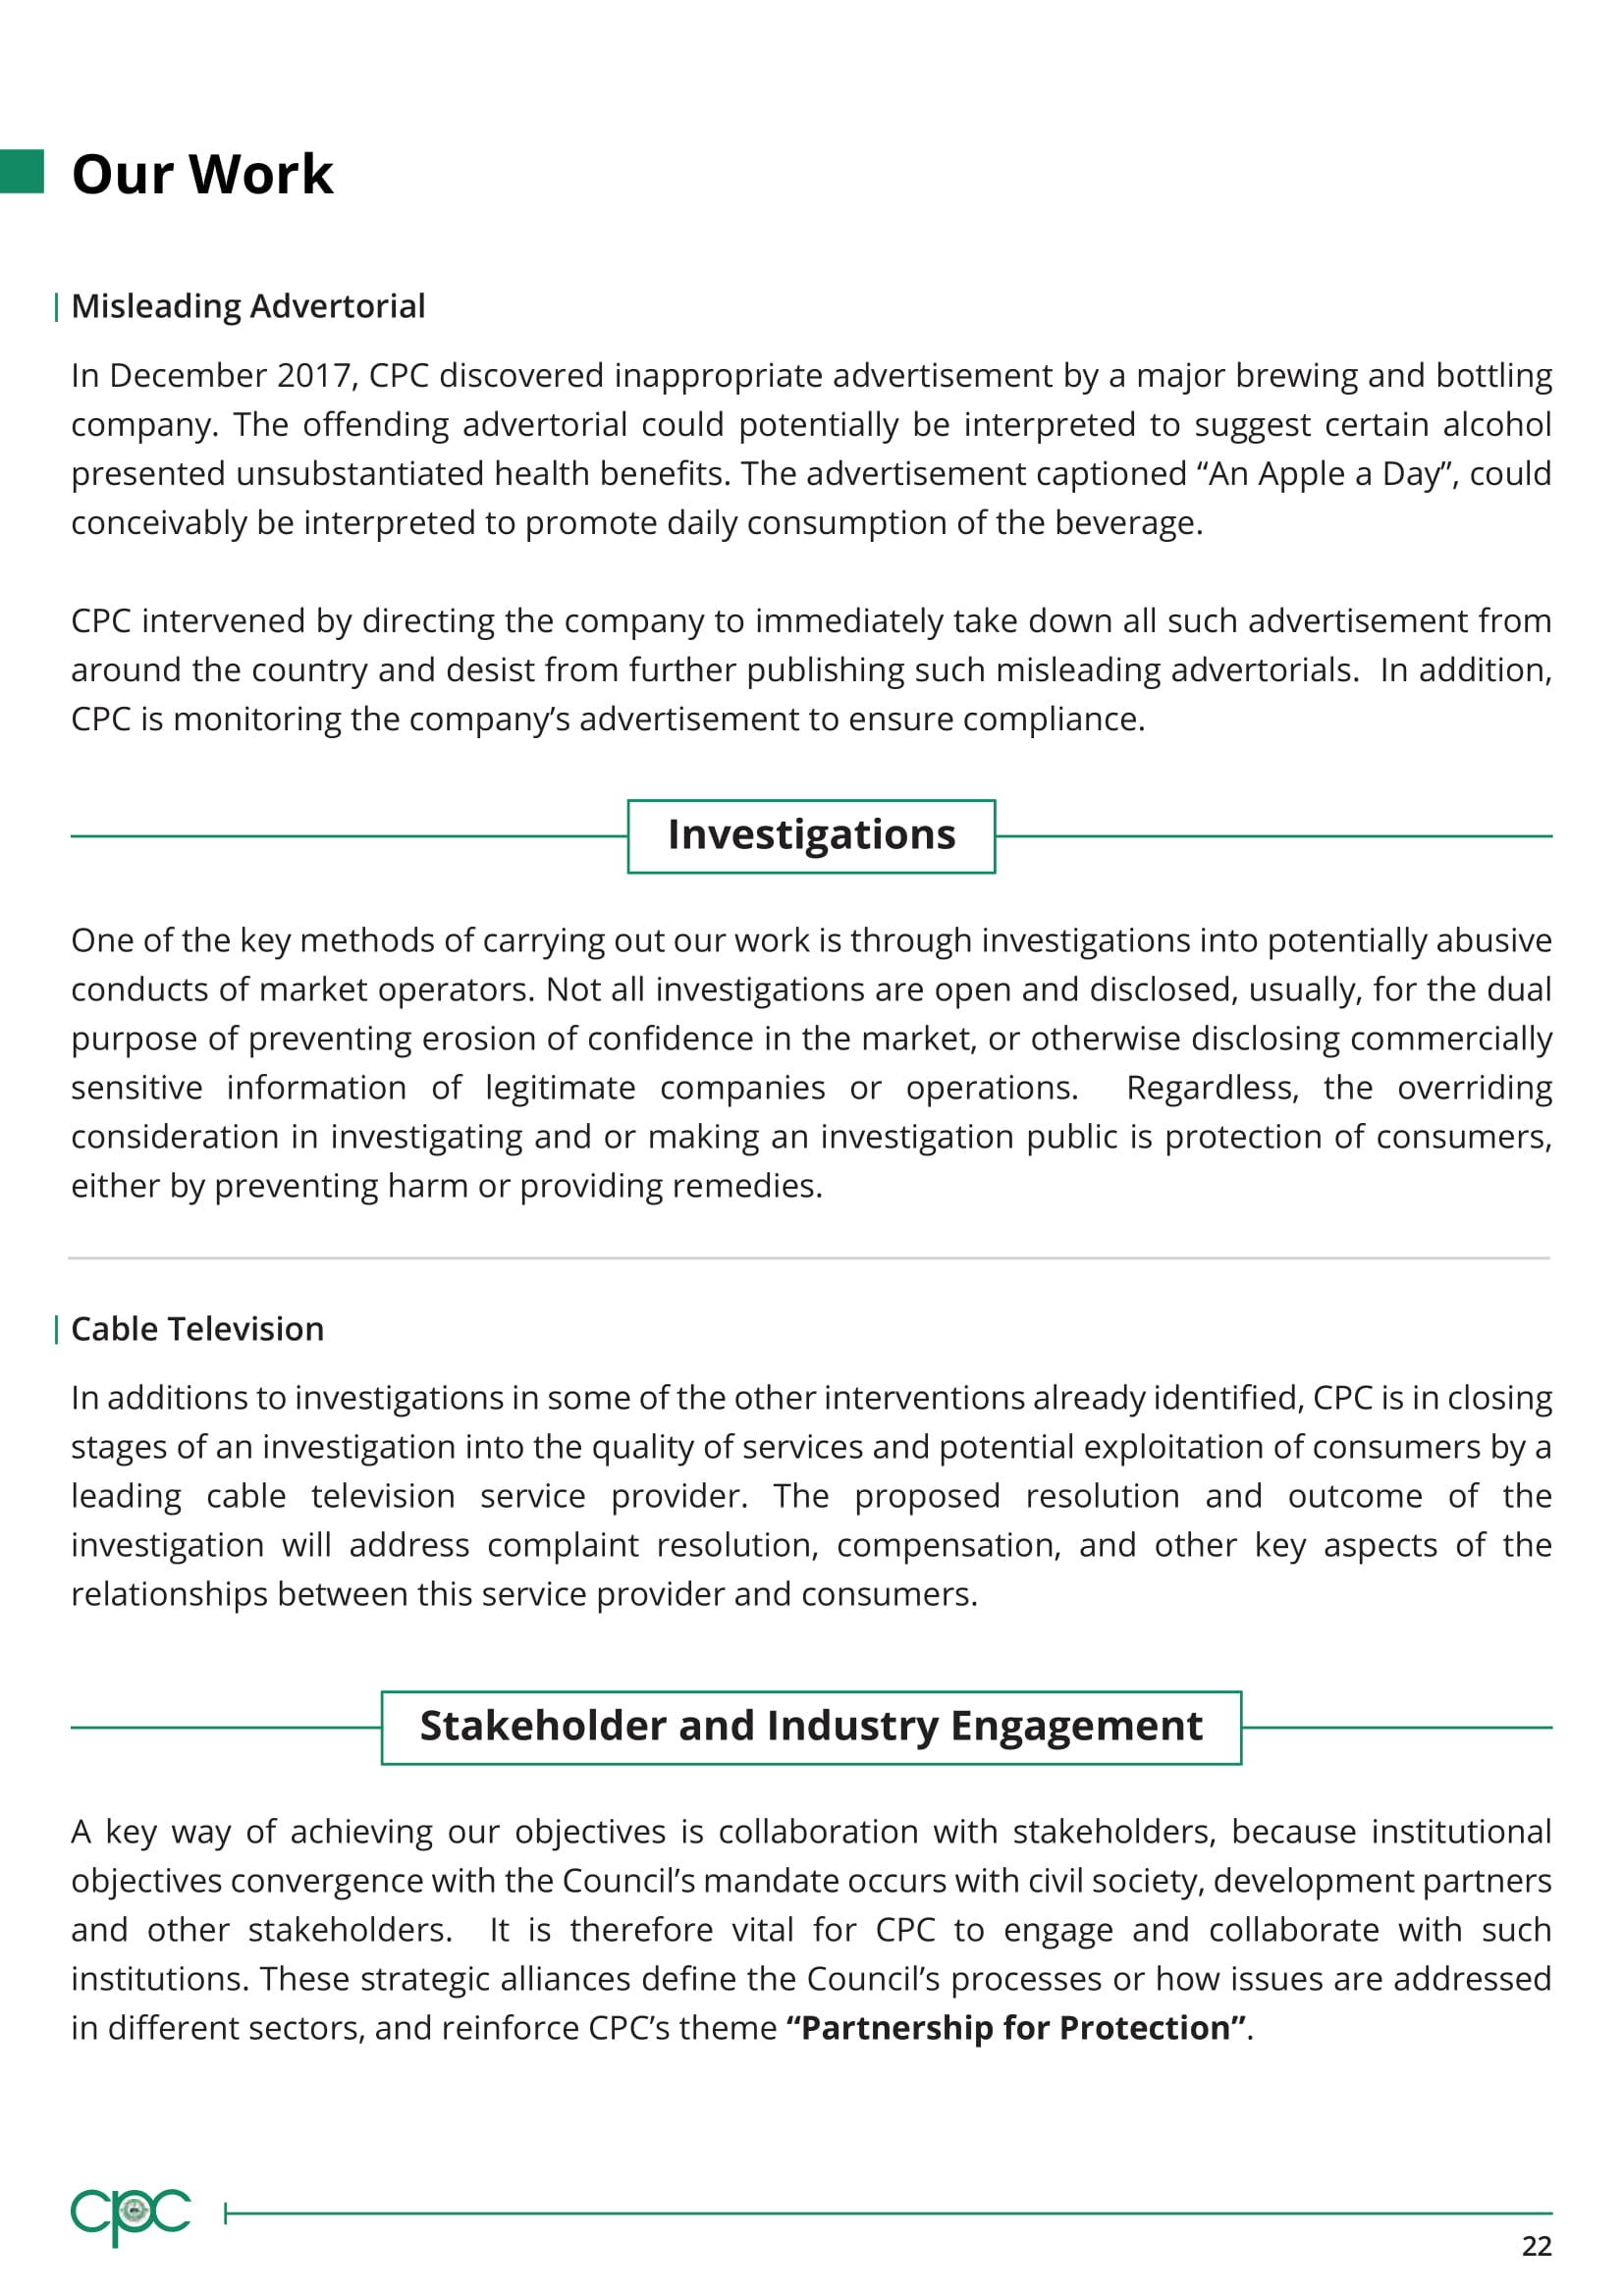 Our Work
Misleading Advertorial
In December 2017, CPC discovered inappropriate advertisement by a major brewing and bottling
company. The offending advertorial could potentially be interpreted to suggest certain alcohol
presented unsubstantiated health benefits. The advertisement captioned “An Apple a Day”, could
conceivably be interpreted to promote daily consumption of the beverage.
CPC intervened by directing the company to immediately take down all such advertisement from
around the country and desist from further publishing such misleading advertorials.  In addition,
CPC is monitoring the company’s advertisement to ensure compliance.
Investigations
One of the key methods of carrying out our work is through investigations into potentially abusive
conducts of market operators. Not all investigations are open and disclosed, usually, for the dual
purpose of preventing erosion of confidence in the market, or otherwise disclosing commercially
sensitive information of legitimate companies or operations.  Regardless, the overriding
consideration in investigating and or making an investigation public is protection of consumers,
either by preventing harm or providing remedies.
Cable Television
In additions to investigations in some of the other interventions already identified, CPC is in closing
stages of an investigation into the quality of services and potential exploitation of consumers by a
leading cable television service provider. The proposed resolution and outcome of the
investigation will address complaint resolution, compensation, and other key aspects of the
relationships between this service provider and consumers.
Stakeholder and Industry Engagement
A key way of achieving our objectives is collaboration with stakeholders, because institutional
objectives convergence with the Council’s mandate occurs with civil society, development partners
and other stakeholders.  It is therefore vital for CPC to engage and collaborate with such
institutions. These strategic alliances define the Council’s processes or how issues are addressed
in different sectors, and reinforce CPC’s theme “Partnership for Protection”.
cpc
22